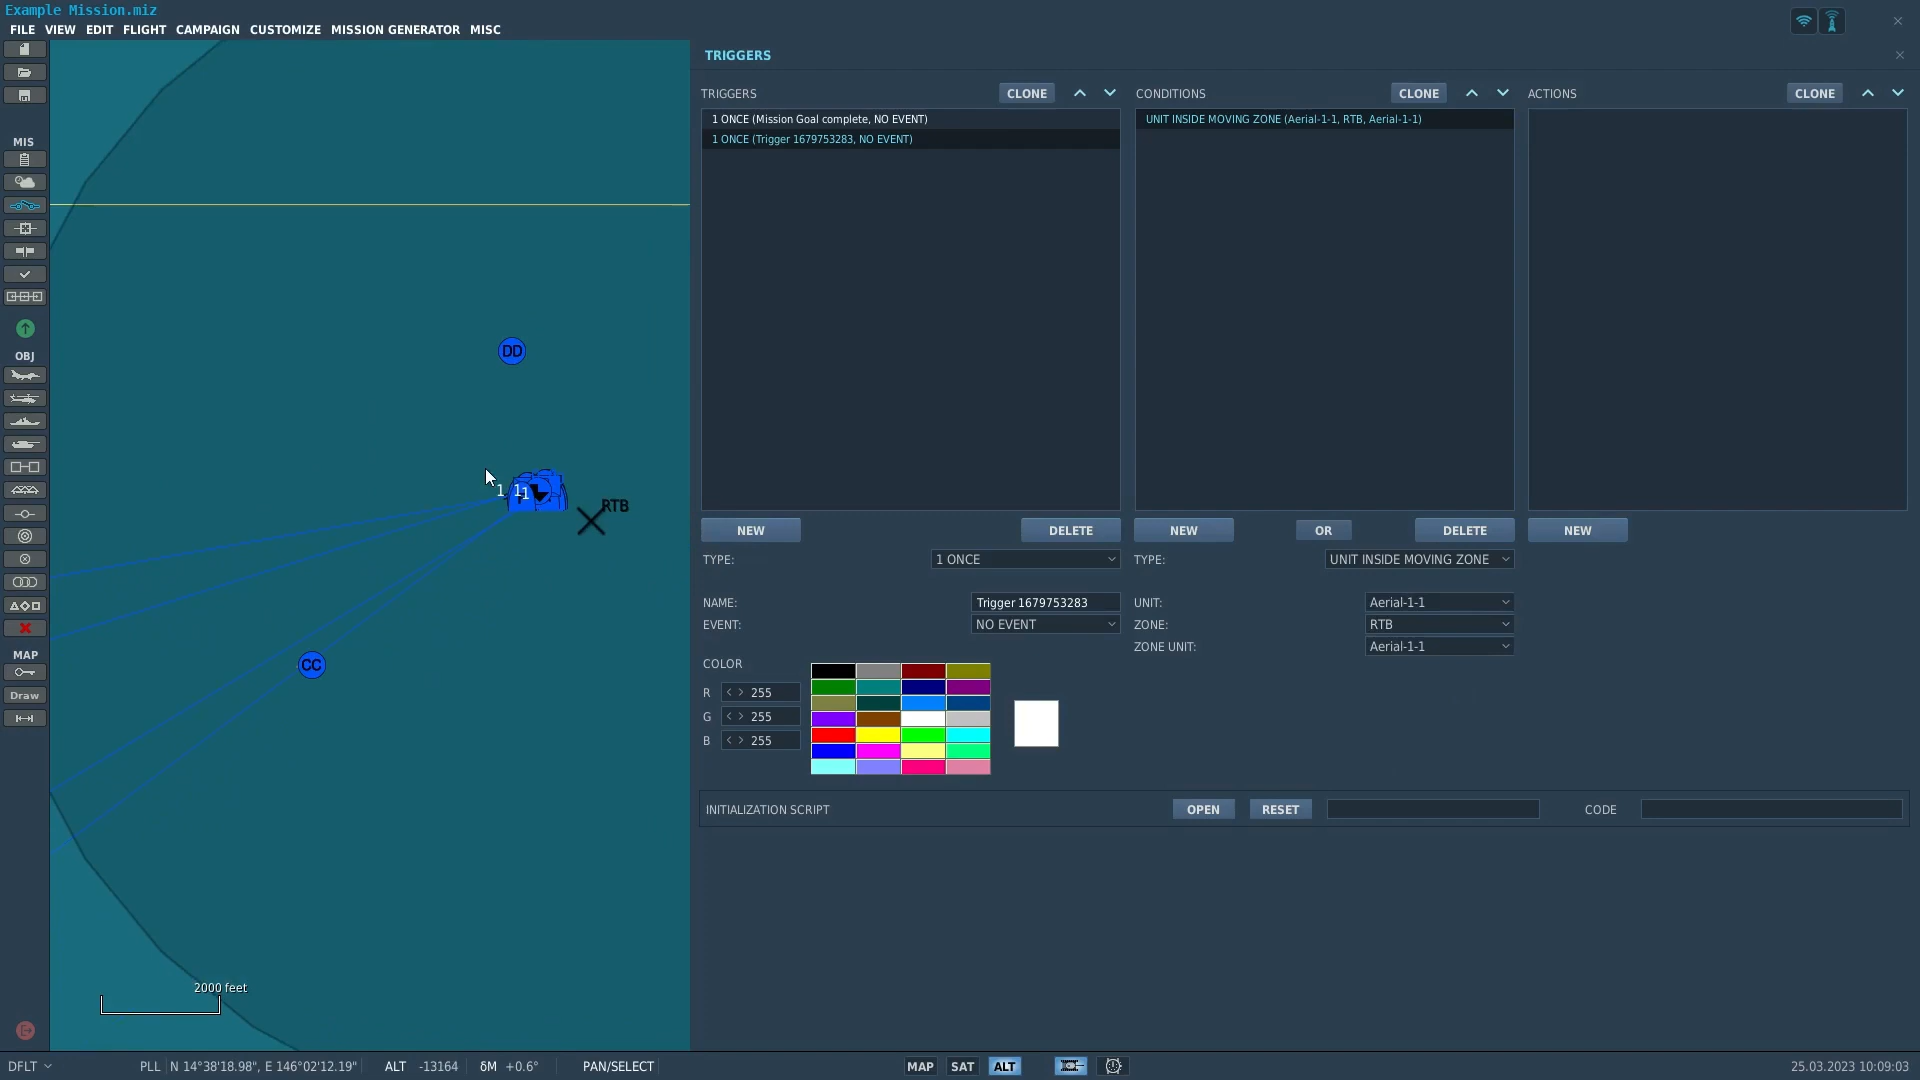 Example Mission.miz
FILE VIEW EDIT FLIGHT CAMPAIGN CUSTOMIZE MISSION GENERATOR MISC
TRIGGERS
TRIGGERS CLONE
1 ONCE (Mission Goal complete, NO EVENT)
1 ONCE (Trigger 1679753283, NO EVENT)
NEW DELETE
TYPE: 1 ONCE
NAME: Trigger 1679753283
EVENT: NO EVENT
COLOR
R < > 255
G < > 255
B < > 255
CONDITIONS CLONE
UNIT INSIDE MOVING ZONE (Aerial-1-1, RTB, Aerial-1-1)
NEW OR DELETE
TYPE: UNIT INSIDE MOVING ZONE
UNIT: Aerial-1-1
ZONE: RTB
ZONE UNIT: Aerial-1-1
ACTIONS CLONE
NEW
INITIALIZATION SCRIPT OPEN RESET CODE
MIS
OBJ
MAP
Draw
DD
1 1 1
RTB
CC
2000 feet
DFLT PLL N 14°38'18.98", E 146°02'12.19" ALT -13164 δM +0.6° PAN/SELECT MAP SAT ALT 25.03.2023 10:09:03